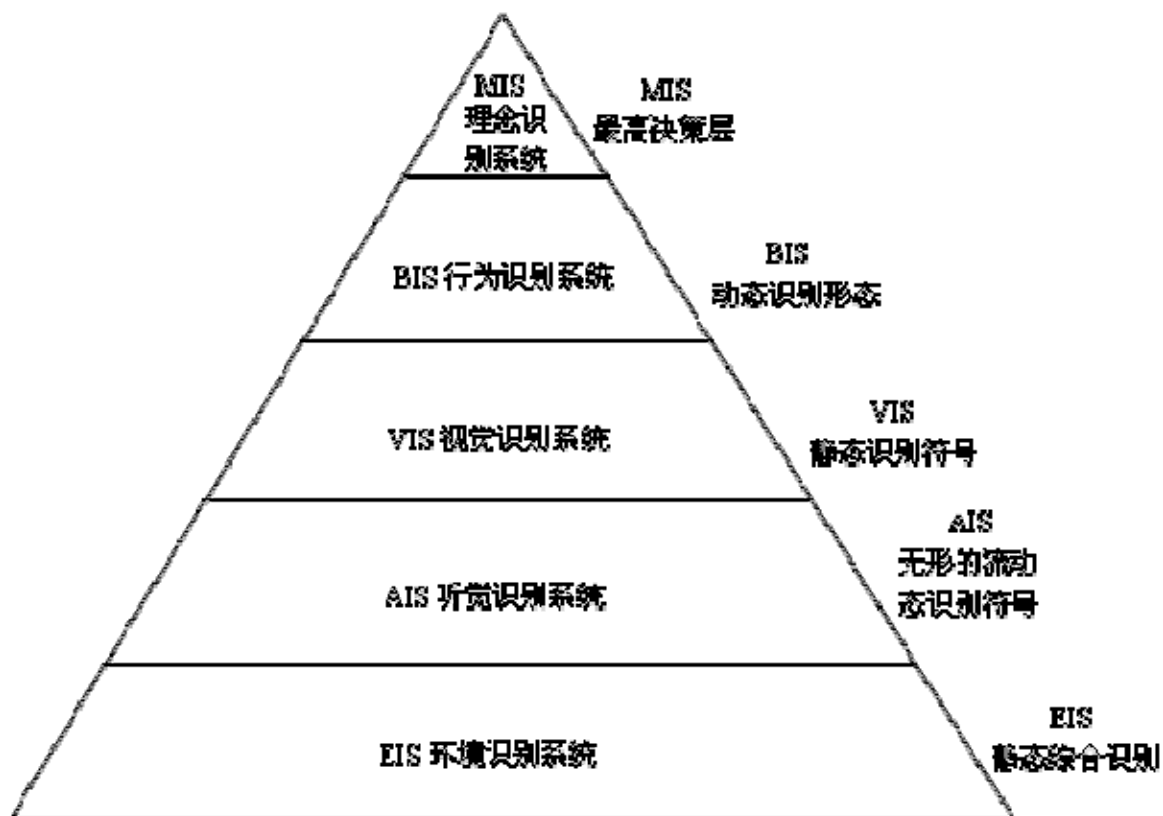 MIS
理念识
别系统
MIS
最高决策层
BIS 行为识别系统
BIS
动态识别形态
VIS 视觉识别系统
VIS
静态识别符号
AIS 听觉识别系统
AIS
无形的流动
态识别符号
EIS 环境识别系统
EIS
静态综合识别